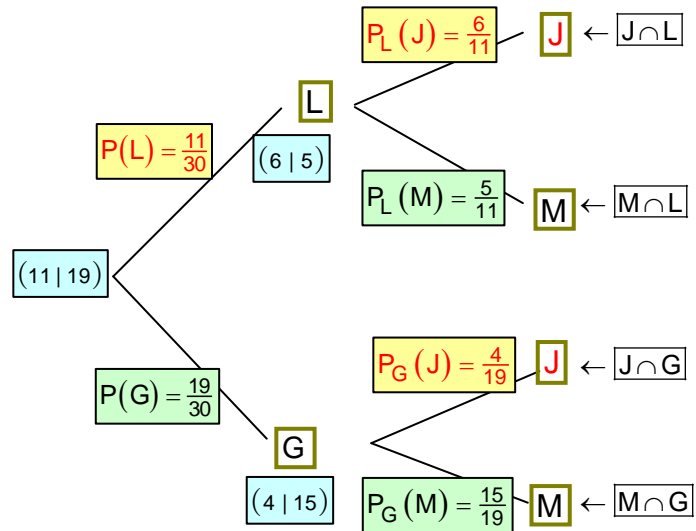 P_L(J) = 6/11
J ← J∩L
L
P(L) = 11/30
(6 | 5)
P_L(M) = 5/11
M ← M∩L
(11 | 19)
P_G(J) = 4/19
J ← J∩G
P(G) = 19/30
G
(4 | 15)
P_G(M) = 15/19
M ← M∩G